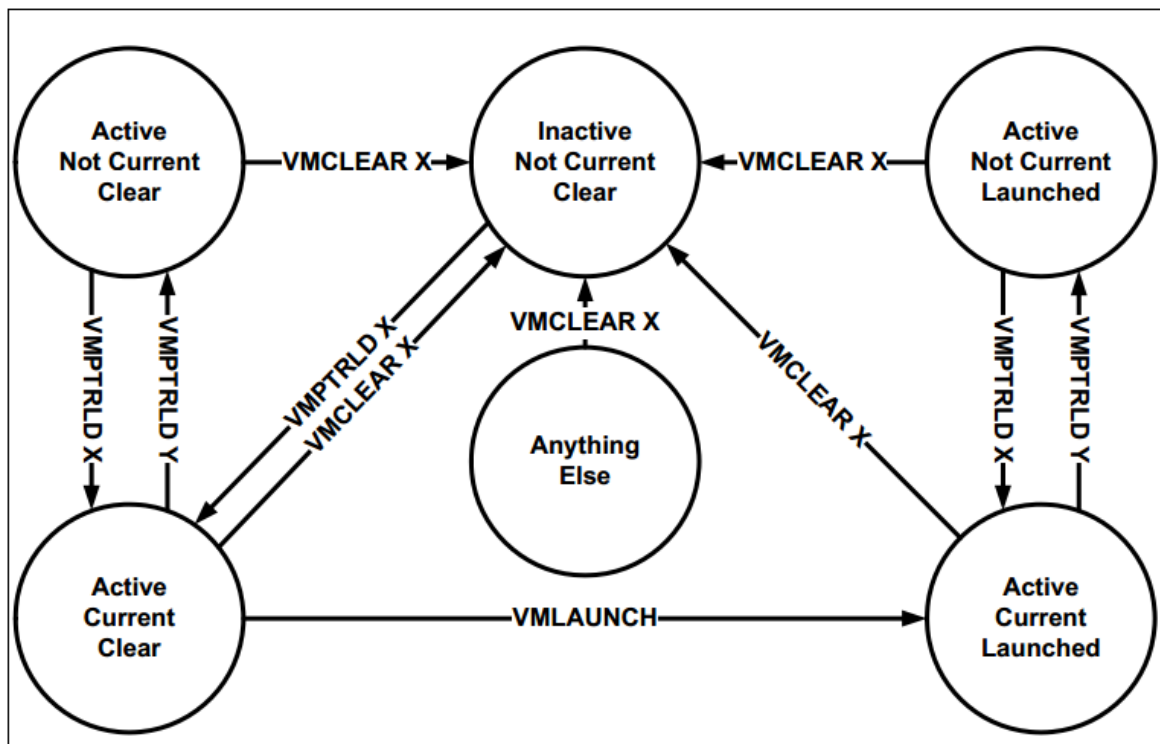 Active
Not Current
Clear
VMCLEAR X
Inactive
Not Current
Clear
VMCLEAR X
Active
Not Current
Launched
VMPTRLD X
VMPTRLD Y
VMPTRLD X
VMCLEAR X
VMCLEAR X
Anything
Else
VMCLEAR X
VMPTRLD X
VMPTRLD Y
Active
Current
Clear
VMLAUNCH
Active
Current
Launched